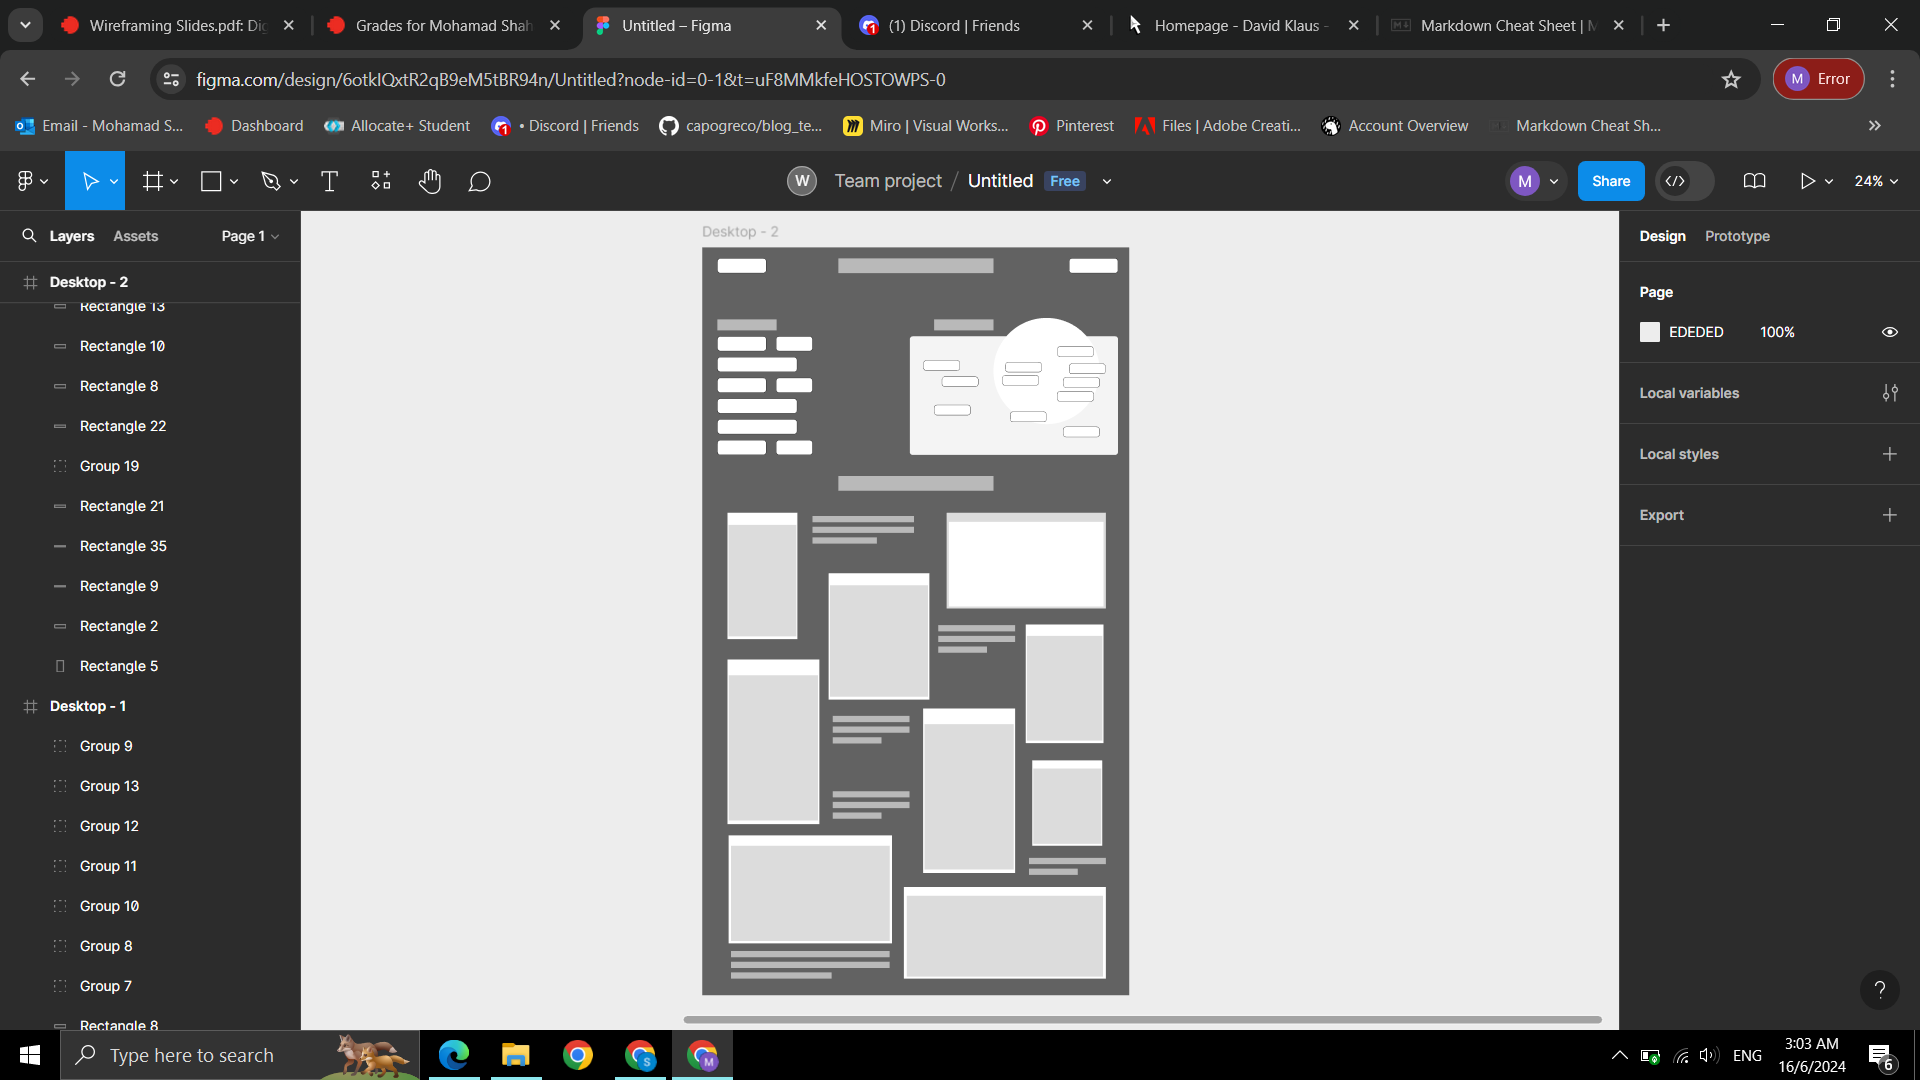 Wireframing Slides.pdf: Dig
Grades for Mohamad Shah
Untitled – Figma
(1) Discord | Friends
Homepage - David Klaus -
Markdown Cheat Sheet | M
figma.com/design/6otkIQxtR2qB9eM5tBR94n/Untitled?node-id=0-1&t=uF8MMkfeHOSTOWPS-0
M Error
Email - Mohamad S...
Dashboard
Allocate+ Student
• Discord | Friends
capogreco/blog_te...
Miro | Visual Works...
Pinterest
Files | Adobe Creati...
Account Overview
Markdown Cheat Sh...
W Team project / Untitled Free
M
Share
24%
Layers Assets Page 1
Desktop - 2
Rectangle 13
Rectangle 10
Rectangle 8
Rectangle 22
Group 19
Rectangle 21
Rectangle 35
Rectangle 9
Rectangle 2
Rectangle 5
Desktop - 1
Group 9
Group 13
Group 12
Group 11
Group 10
Group 8
Group 7
Rectangle 8
Desktop - 2
Design Prototype
Page
EDEDED 100%
Local variables
Local styles
Export
?
Type here to search
S
M
ENG
3:03 AM
16/6/2024
6